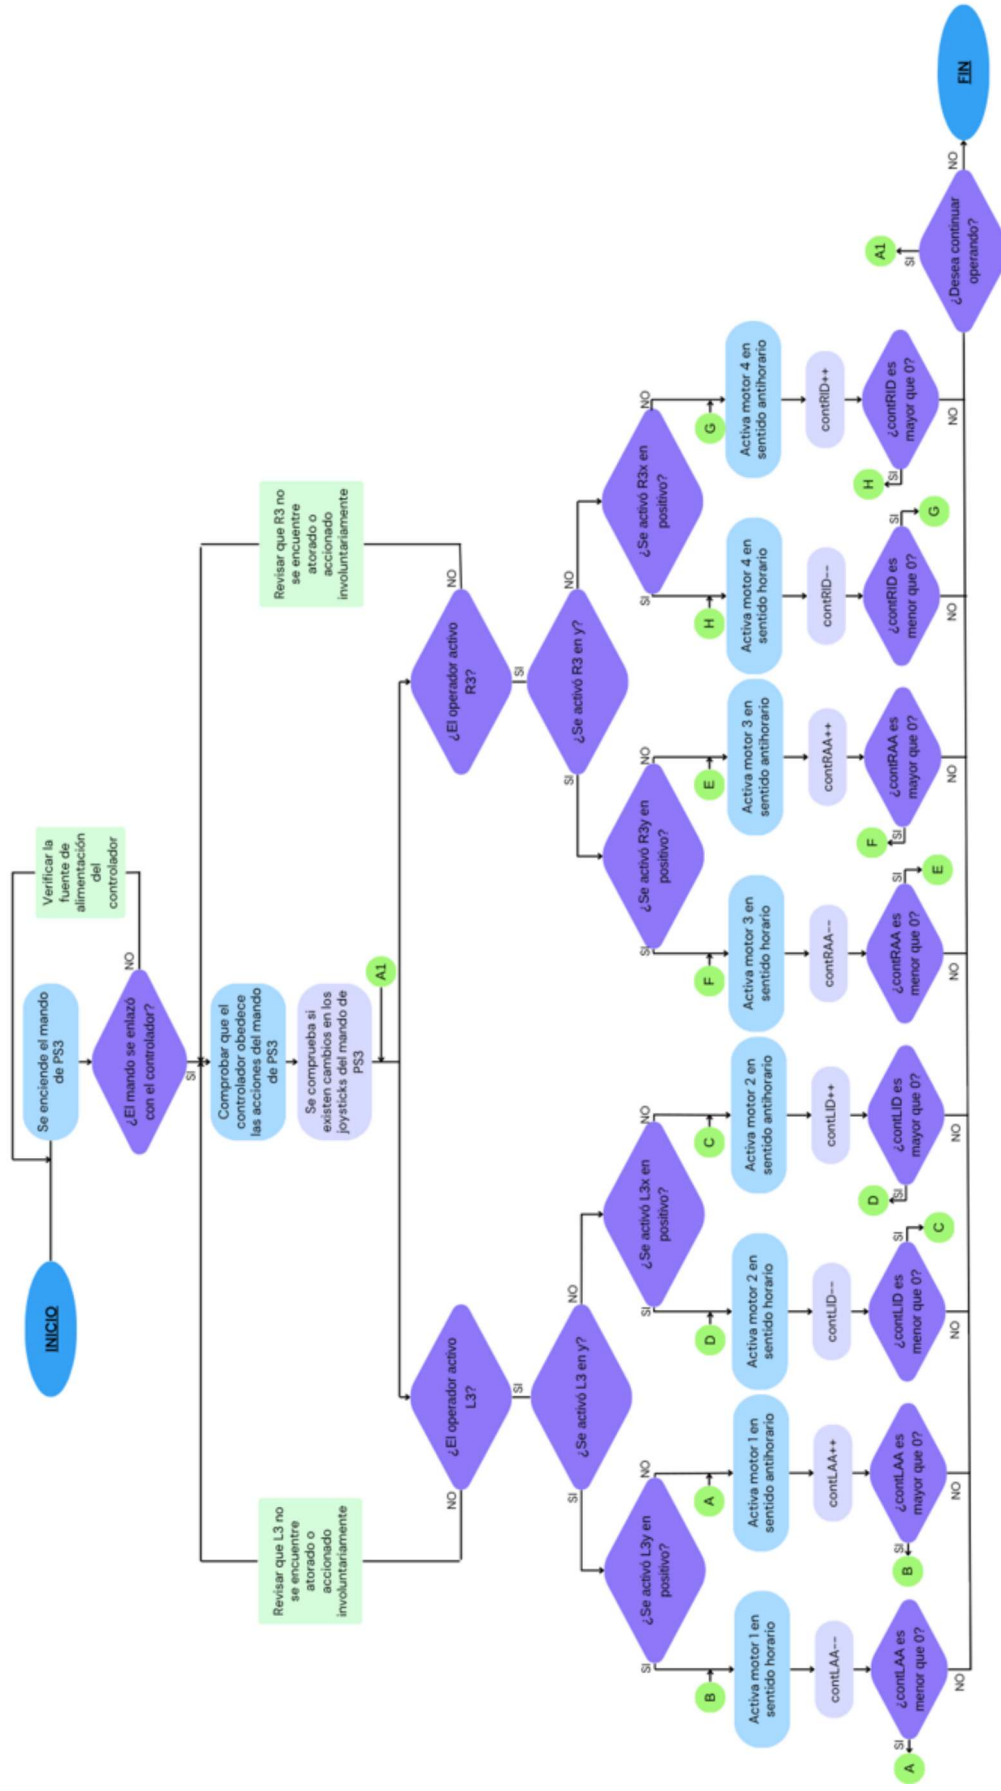 INICIO
Se enciende el mando
de PS3
Verificar la
fuente de
alimentación
del
controlador
¿El mando se enlazó
con el controlador?
NO
SI
Comprobar que el
controlador obedece
las acciones del mando
de PS3
Se comprueba si
existen cambios en los
joysticks del mando de
PS3
A1
Revisar que L3 no
se encuentre
atorado o
accionado
involuntariamente
Revisar que R3 no
se encuentre
atorado o
accionado
involuntariamente
NO
¿El operador activo
L3?
SI
¿El operador activo
R3?
NO
SI
SI
¿Se activó L3 en y?
NO
SI
¿Se activó R3 en y?
NO
SI
¿Se activó L3y en
positivo?
NO
SI
¿Se activó L3x en
positivo?
NO
SI
¿Se activó R3y en
positivo?
NO
SI
¿Se activó R3x en
positivo?
NO
B
A
D
C
F
E
H
G
Activa motor 1 en
sentido horario
Activa motor 1 en
sentido antihorario
Activa motor 2 en
sentido horario
Activa motor 2 en
sentido antihorario
Activa motor 3 en
sentido horario
Activa motor 3 en
sentido antihorario
Activa motor 4 en
sentido horario
Activa motor 4 en
sentido antihorario
contLAA--
contLAA++
contLID--
contLID++
contRAA--
contRAA++
contRID--
contRID++
¿contLAA es
menor que 0?
¿contLAA es
mayor que 0?
¿contLID es
menor que 0?
¿contLID es
mayor que 0?
¿contRAA es
menor que 0?
¿contRAA es
mayor que 0?
¿contRID es
menor que 0?
¿contRID es
mayor que 0?
SI
A
SI
B
SI
C
SI
D
SI
E
SI
F
SI
G
SI
H
NO
NO
NO
NO
NO
NO
NO
NO
A1
SI
¿Desea continuar
operando?
NO
FIN